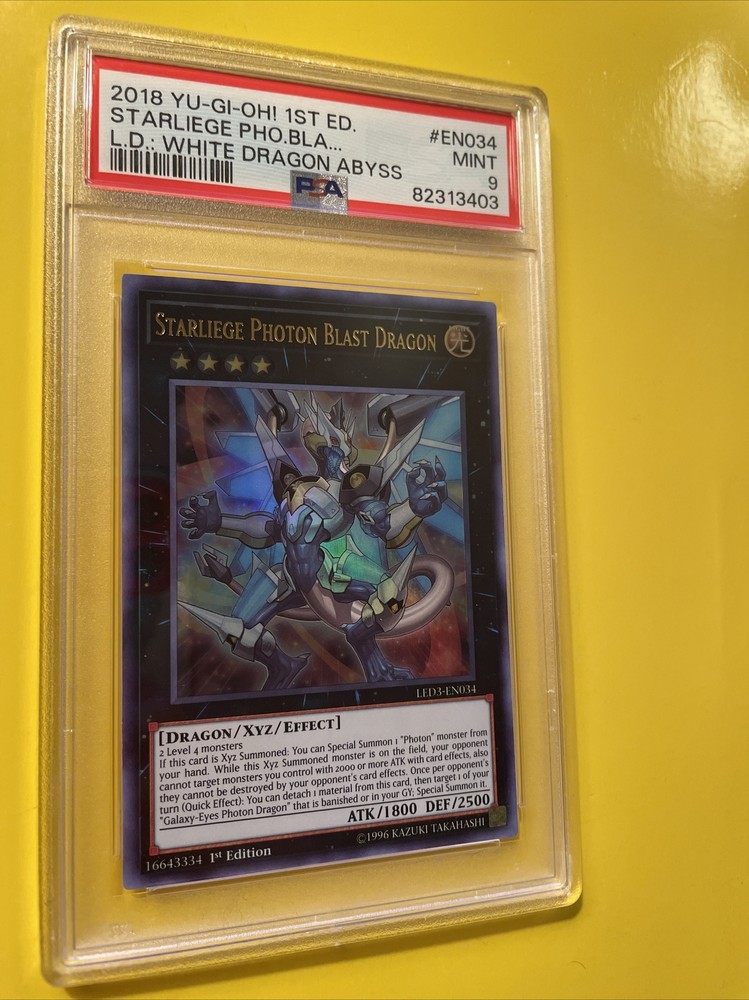 2018 YU-GI-OH! 1ST ED.
#EN034
STARLIEGE PHO.BLA...
MINT
L.D.: WHITE DRAGON ABYSS
9
PSA
82313403
STARLIEGE PHOTON BLAST DRAGON
LIGHT
光
LED3-EN034
[DRAGON/XYZ/EFFECT]
2 Level 4 monsters
If this card is Xyz Summoned: You can Special Summon 1 "Photon" monster from
your hand. While this Xyz Summoned monster is on the field, your opponent
cannot target monsters you control with 2000 or more ATK with card effects, also
they cannot be destroyed by your opponent's card effects. Once per opponent's
turn (Quick Effect): You can detach 1 material from this card, then target 1 of your
"Galaxy-Eyes Photon Dragon" that is banished or in your GY; Special Summon it.
ATK/1800 DEF/2500
16643334 1st Edition
©1996 KAZUKI TAKAHASHI